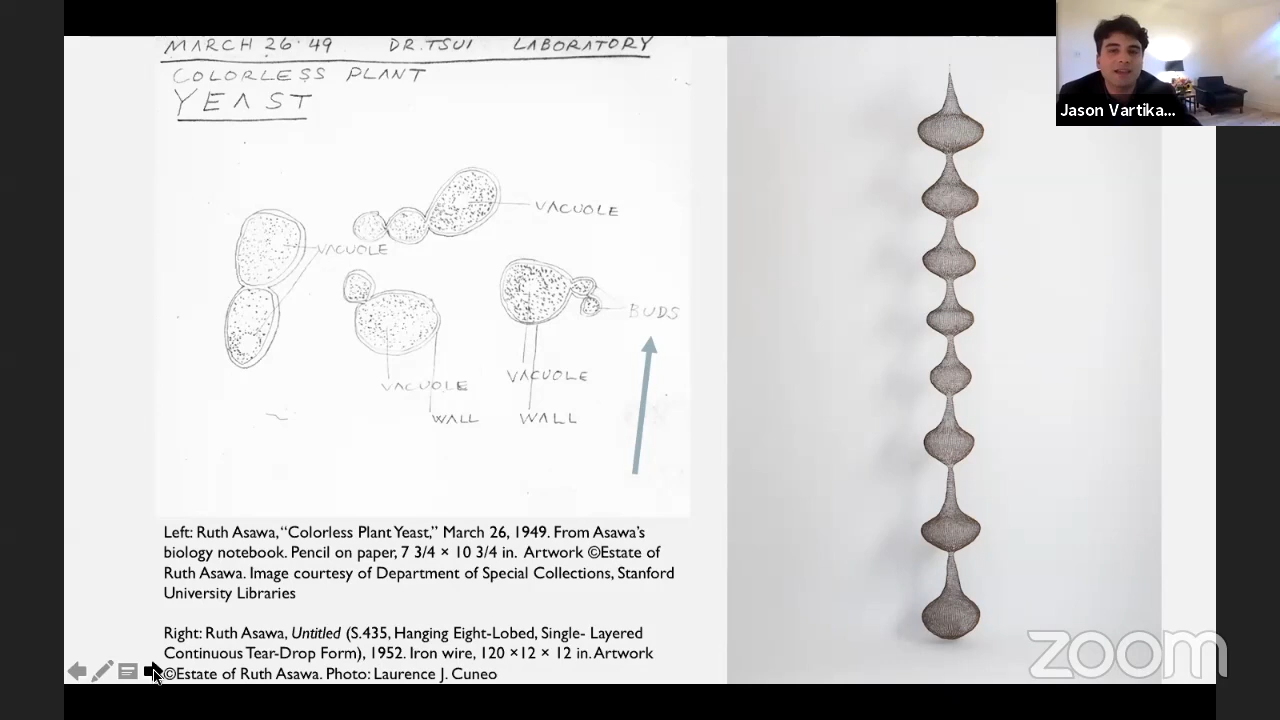 MARCH 26·49 DR.TSUI LABORATORY
COLORLESS PLANT
YEAST
VACUOLE
VACUOLE
BUDS
VACUOLE
VACUOLE
WALL
WALL
Left: Ruth Asawa, “Colorless Plant Yeast,” March 26, 1949. From Asawa’s
biology notebook. Pencil on paper, 7 3/4 × 10 3/4 in. Artwork ©Estate of
Ruth Asawa. Image courtesy of Department of Special Collections, Stanford
University Libraries
Right: Ruth Asawa, Untitled (S.435, Hanging Eight-Lobed, Single- Layered
Continuous Tear-Drop Form), 1952. Iron wire, 120 ×12 × 12 in. Artwork
©Estate of Ruth Asawa. Photo: Laurence J. Cuneo
Jason Vartika...
zoom